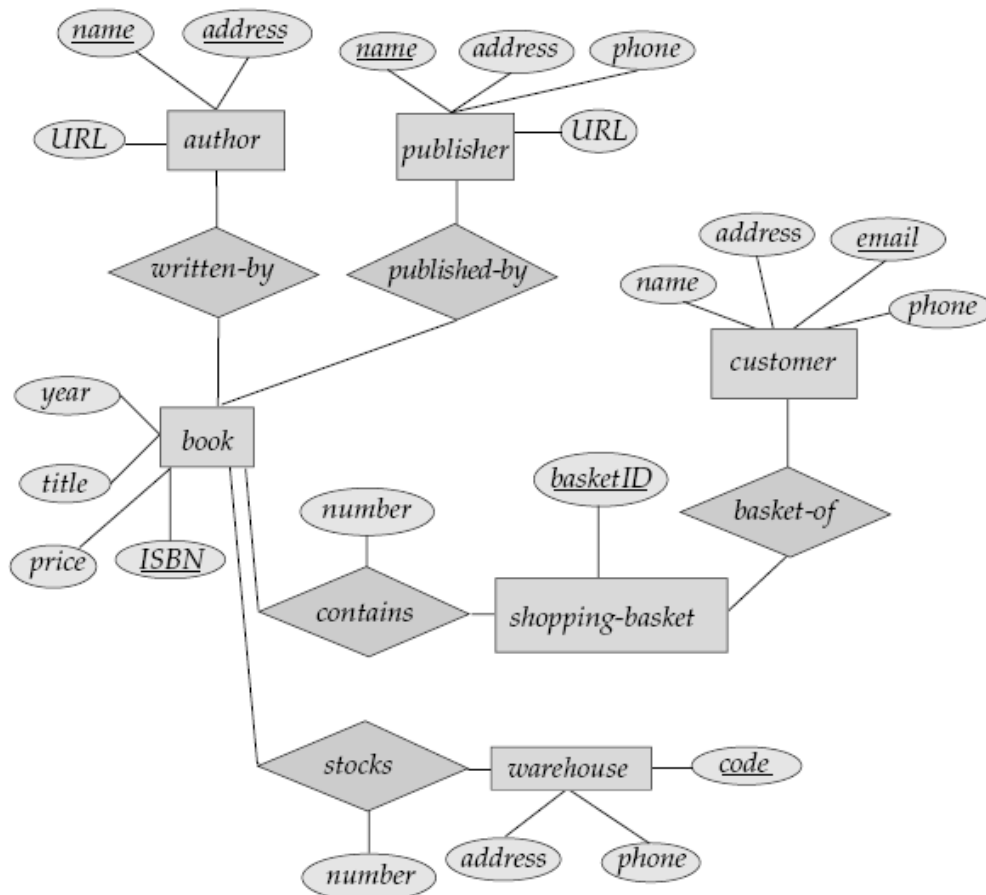 name
address
name
address
phone
URL
author
publisher
URL
written-by
published-by
address
email
name
phone
customer
year
book
title
price
ISBN
number
basketID
basket-of
contains
shopping-basket
stocks
warehouse
code
number
address
phone